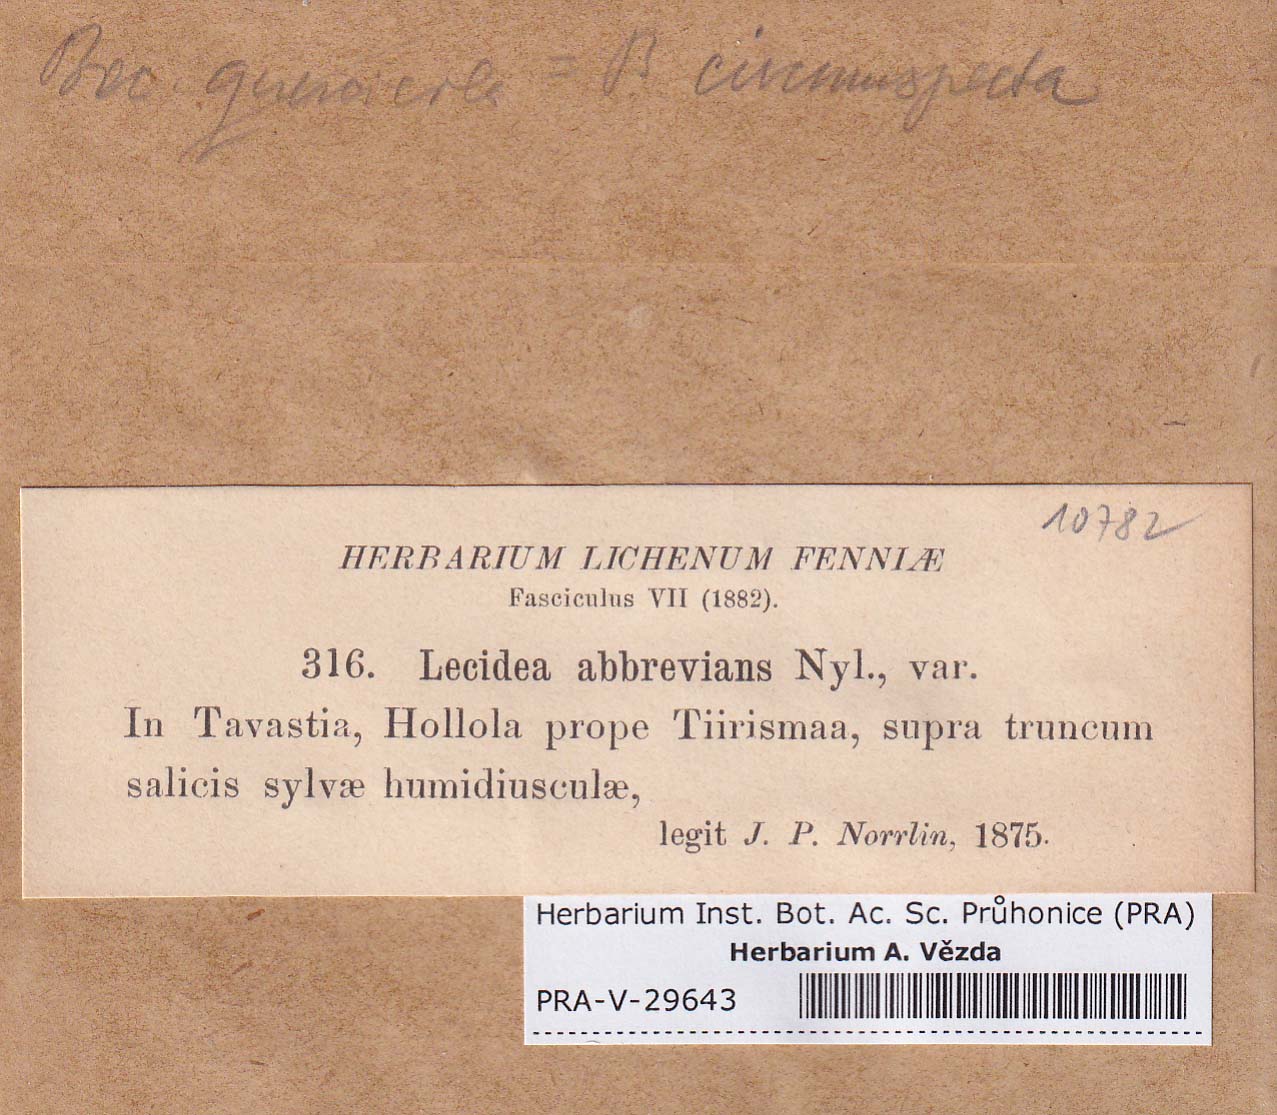 Bac. quercicola = B circumspecta
10782
HERBARIUM LICHENUM FENNIÆ
Fasciculus VII (1882).
316. Lecidea abbrevians Nyl., var.
In Tavastia, Hollola prope Tiirismaa, supra truncum
salicis sylvæ humidiusculæ,
legit J. P. Norrlin, 1875.
Herbarium Inst. Bot. Ac. Sc. Průhonice (PRA)
Herbarium A. Vězda
PRA-V-29643